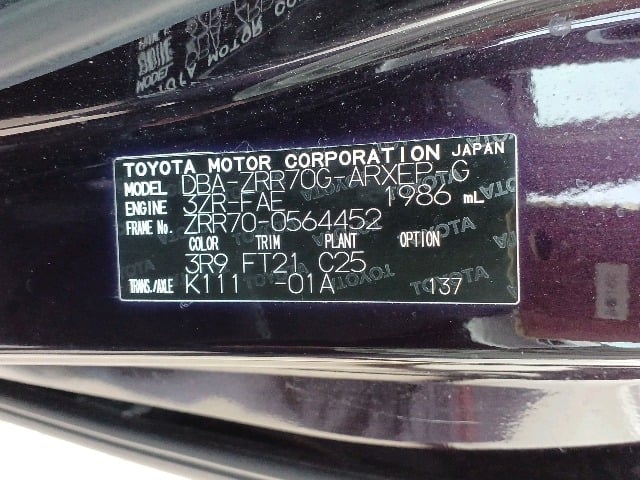 TOYOTA MOTOR CORPORATION JAPAN
MODEL DBA-ZRR70G-ARXEP G
ENGINE 3ZR-FAE 1986 mL
FRAME No. ZRR70-0564452
COLOR TRIM PLANT OPTION
3R9 FT21 C25
TRANS./AXLE K111 -01A 137